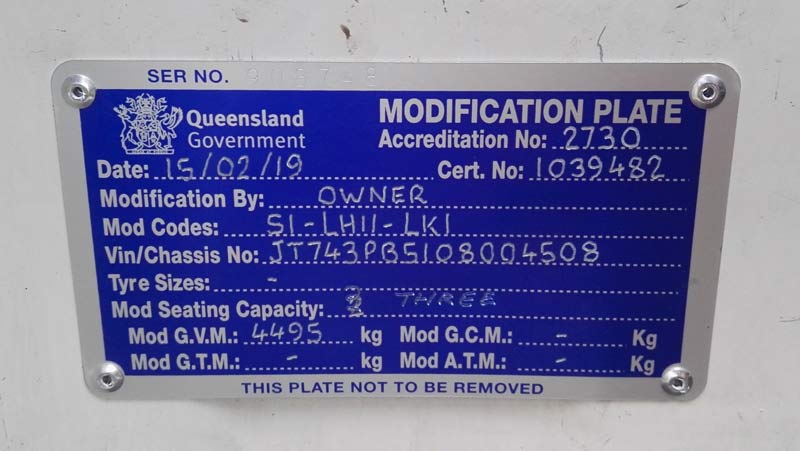 SER NO.
Queensland
Government
MODIFICATION PLATE
Accreditation No: 2730
Date: 15/02/19 Cert. No: 1039482
Modification By: OWNER
Mod Codes: S1-LH11-LK1
Vin/Chassis No: JT743PB5108004508
Tyre Sizes: -
Mod Seating Capacity: THREE
Mod G.V.M.: 4495 kg Mod G.C.M.: - Kg
Mod G.T.M.: - kg Mod A.T.M.: - Kg
THIS PLATE NOT TO BE REMOVED